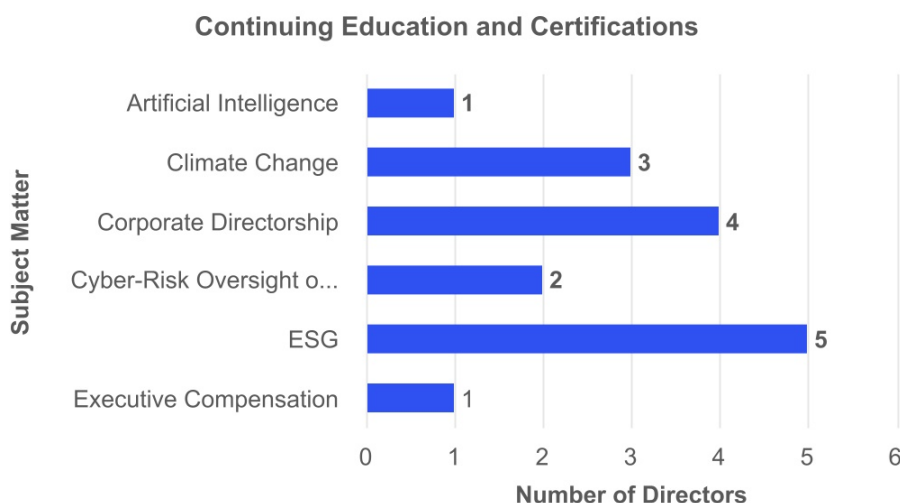 Continuing Education and Certifications
Subject Matter
Artificial Intelligence 1
Climate Change 3
Corporate Directorship 4
Cyber-Risk Oversight o... 2
ESG 5
Executive Compensation 1
0 1 2 3 4 5 6
Number of Directors